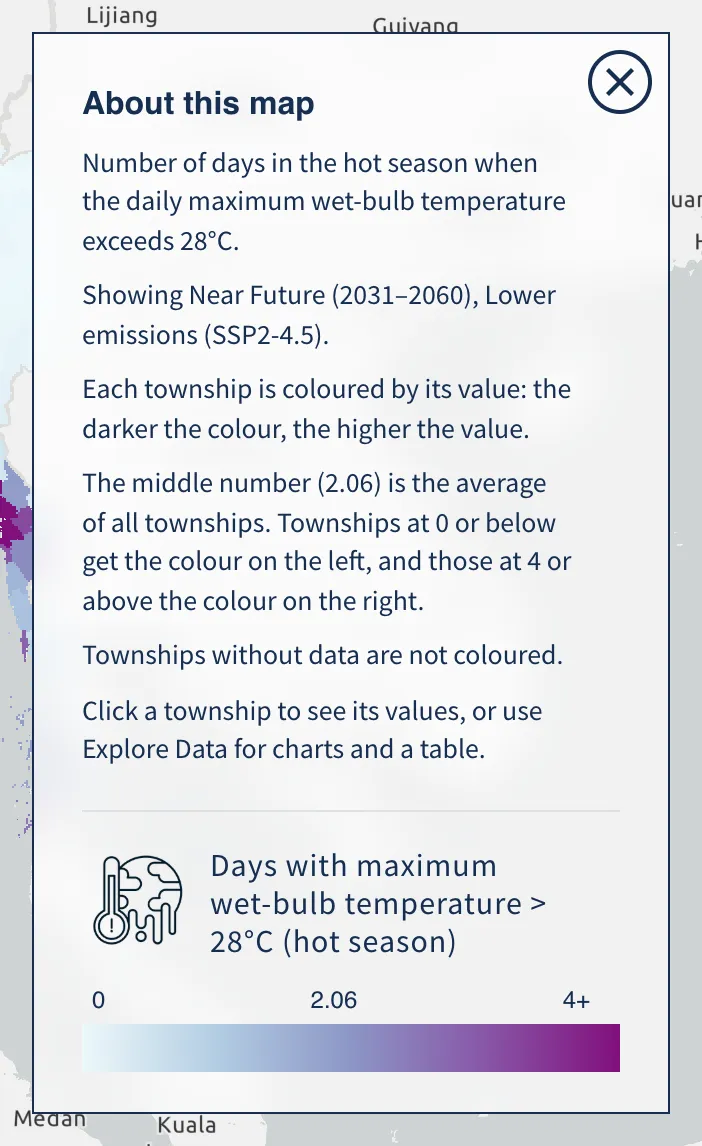 Lijiang
Guiyang
About this map
Number of days in the hot season when
the daily maximum wet-bulb temperature
exceeds 28°C.
Showing Near Future (2031–2060), Lower
emissions (SSP2-4.5).
Each township is coloured by its value: the
darker the colour, the higher the value.
The middle number (2.06) is the average
of all townships. Townships at 0 or below
get the colour on the left, and those at 4 or
above the colour on the right.
Townships without data are not coloured.
Click a township to see its values, or use
Explore Data for charts and a table.
Days with maximum
wet-bulb temperature >
28°C (hot season)
0 2.06 4+
Medan
Kuala